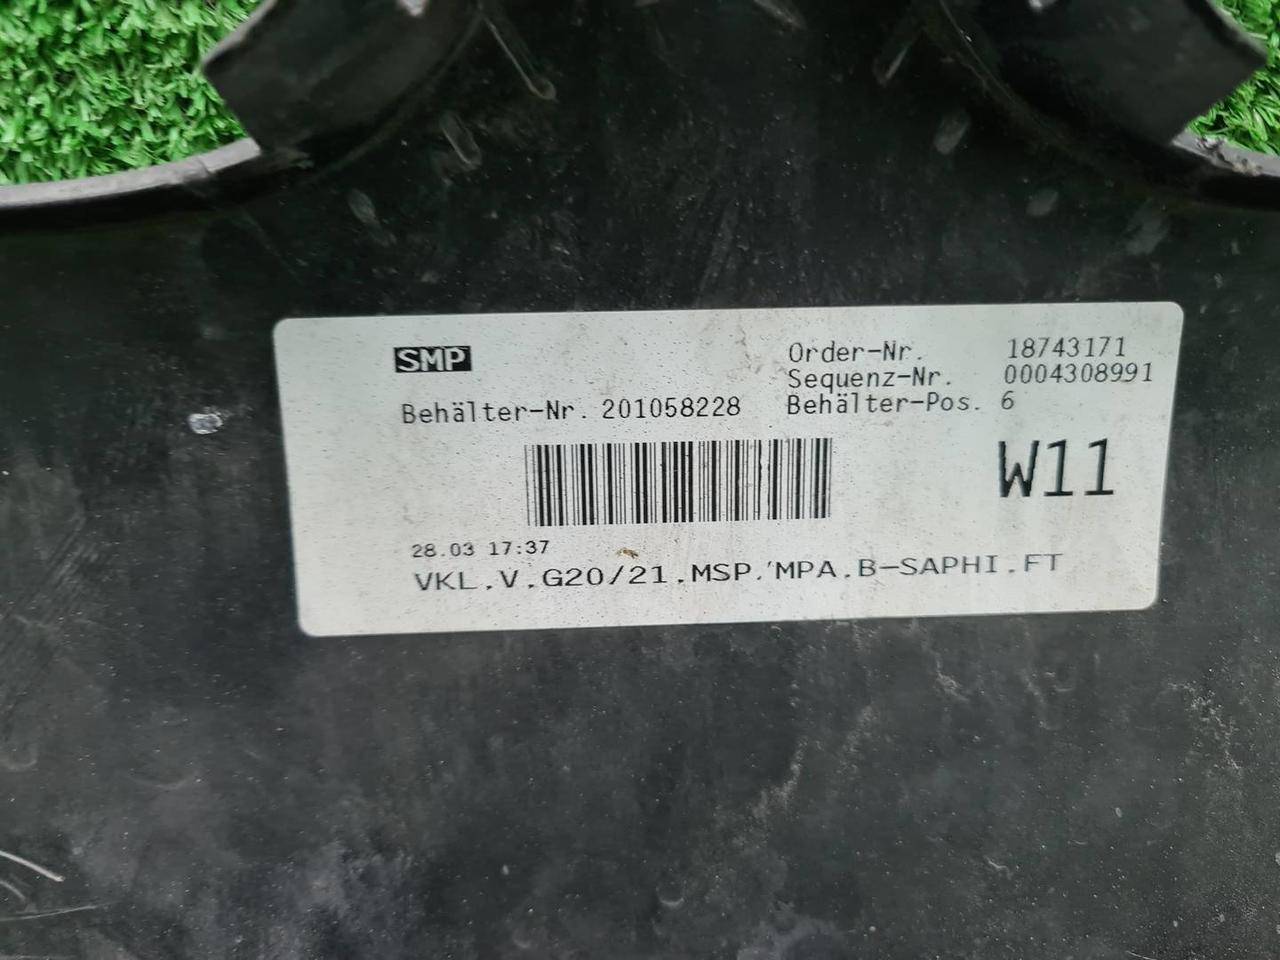 SMP
Order-Nr. 18743171
Sequenz-Nr. 0004308991
Behälter-Nr. 201058228 Behälter-Pos. 6
W11
28.03 17:37
VKL.V.G20/21.MSP.MPA.B-SAPHI.FT